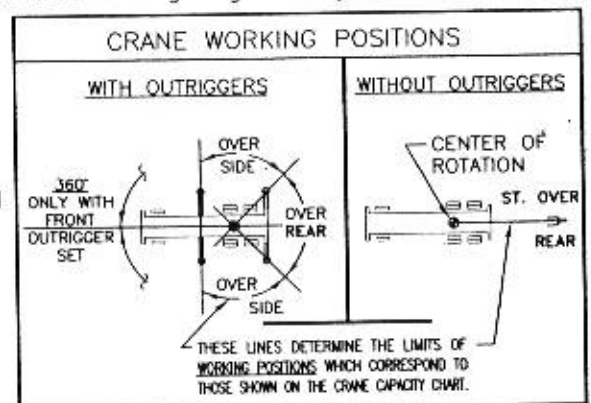 CRANE WORKING POSITIONS
WITH OUTRIGGERS
OVER
SIDE
360°
ONLY WITH
FRONT
OUTRIGGER
SET
OVER
REAR
OVER
SIDE
WITHOUT OUTRIGGERS
CENTER OF
ROTATION
ST. OVER
REAR
THESE LINES DETERMINE THE LIMITS OF
WORKING POSITIONS WHICH CORRESPOND TO
THOSE SHOWN ON THE CRANE CAPACITY CHART.